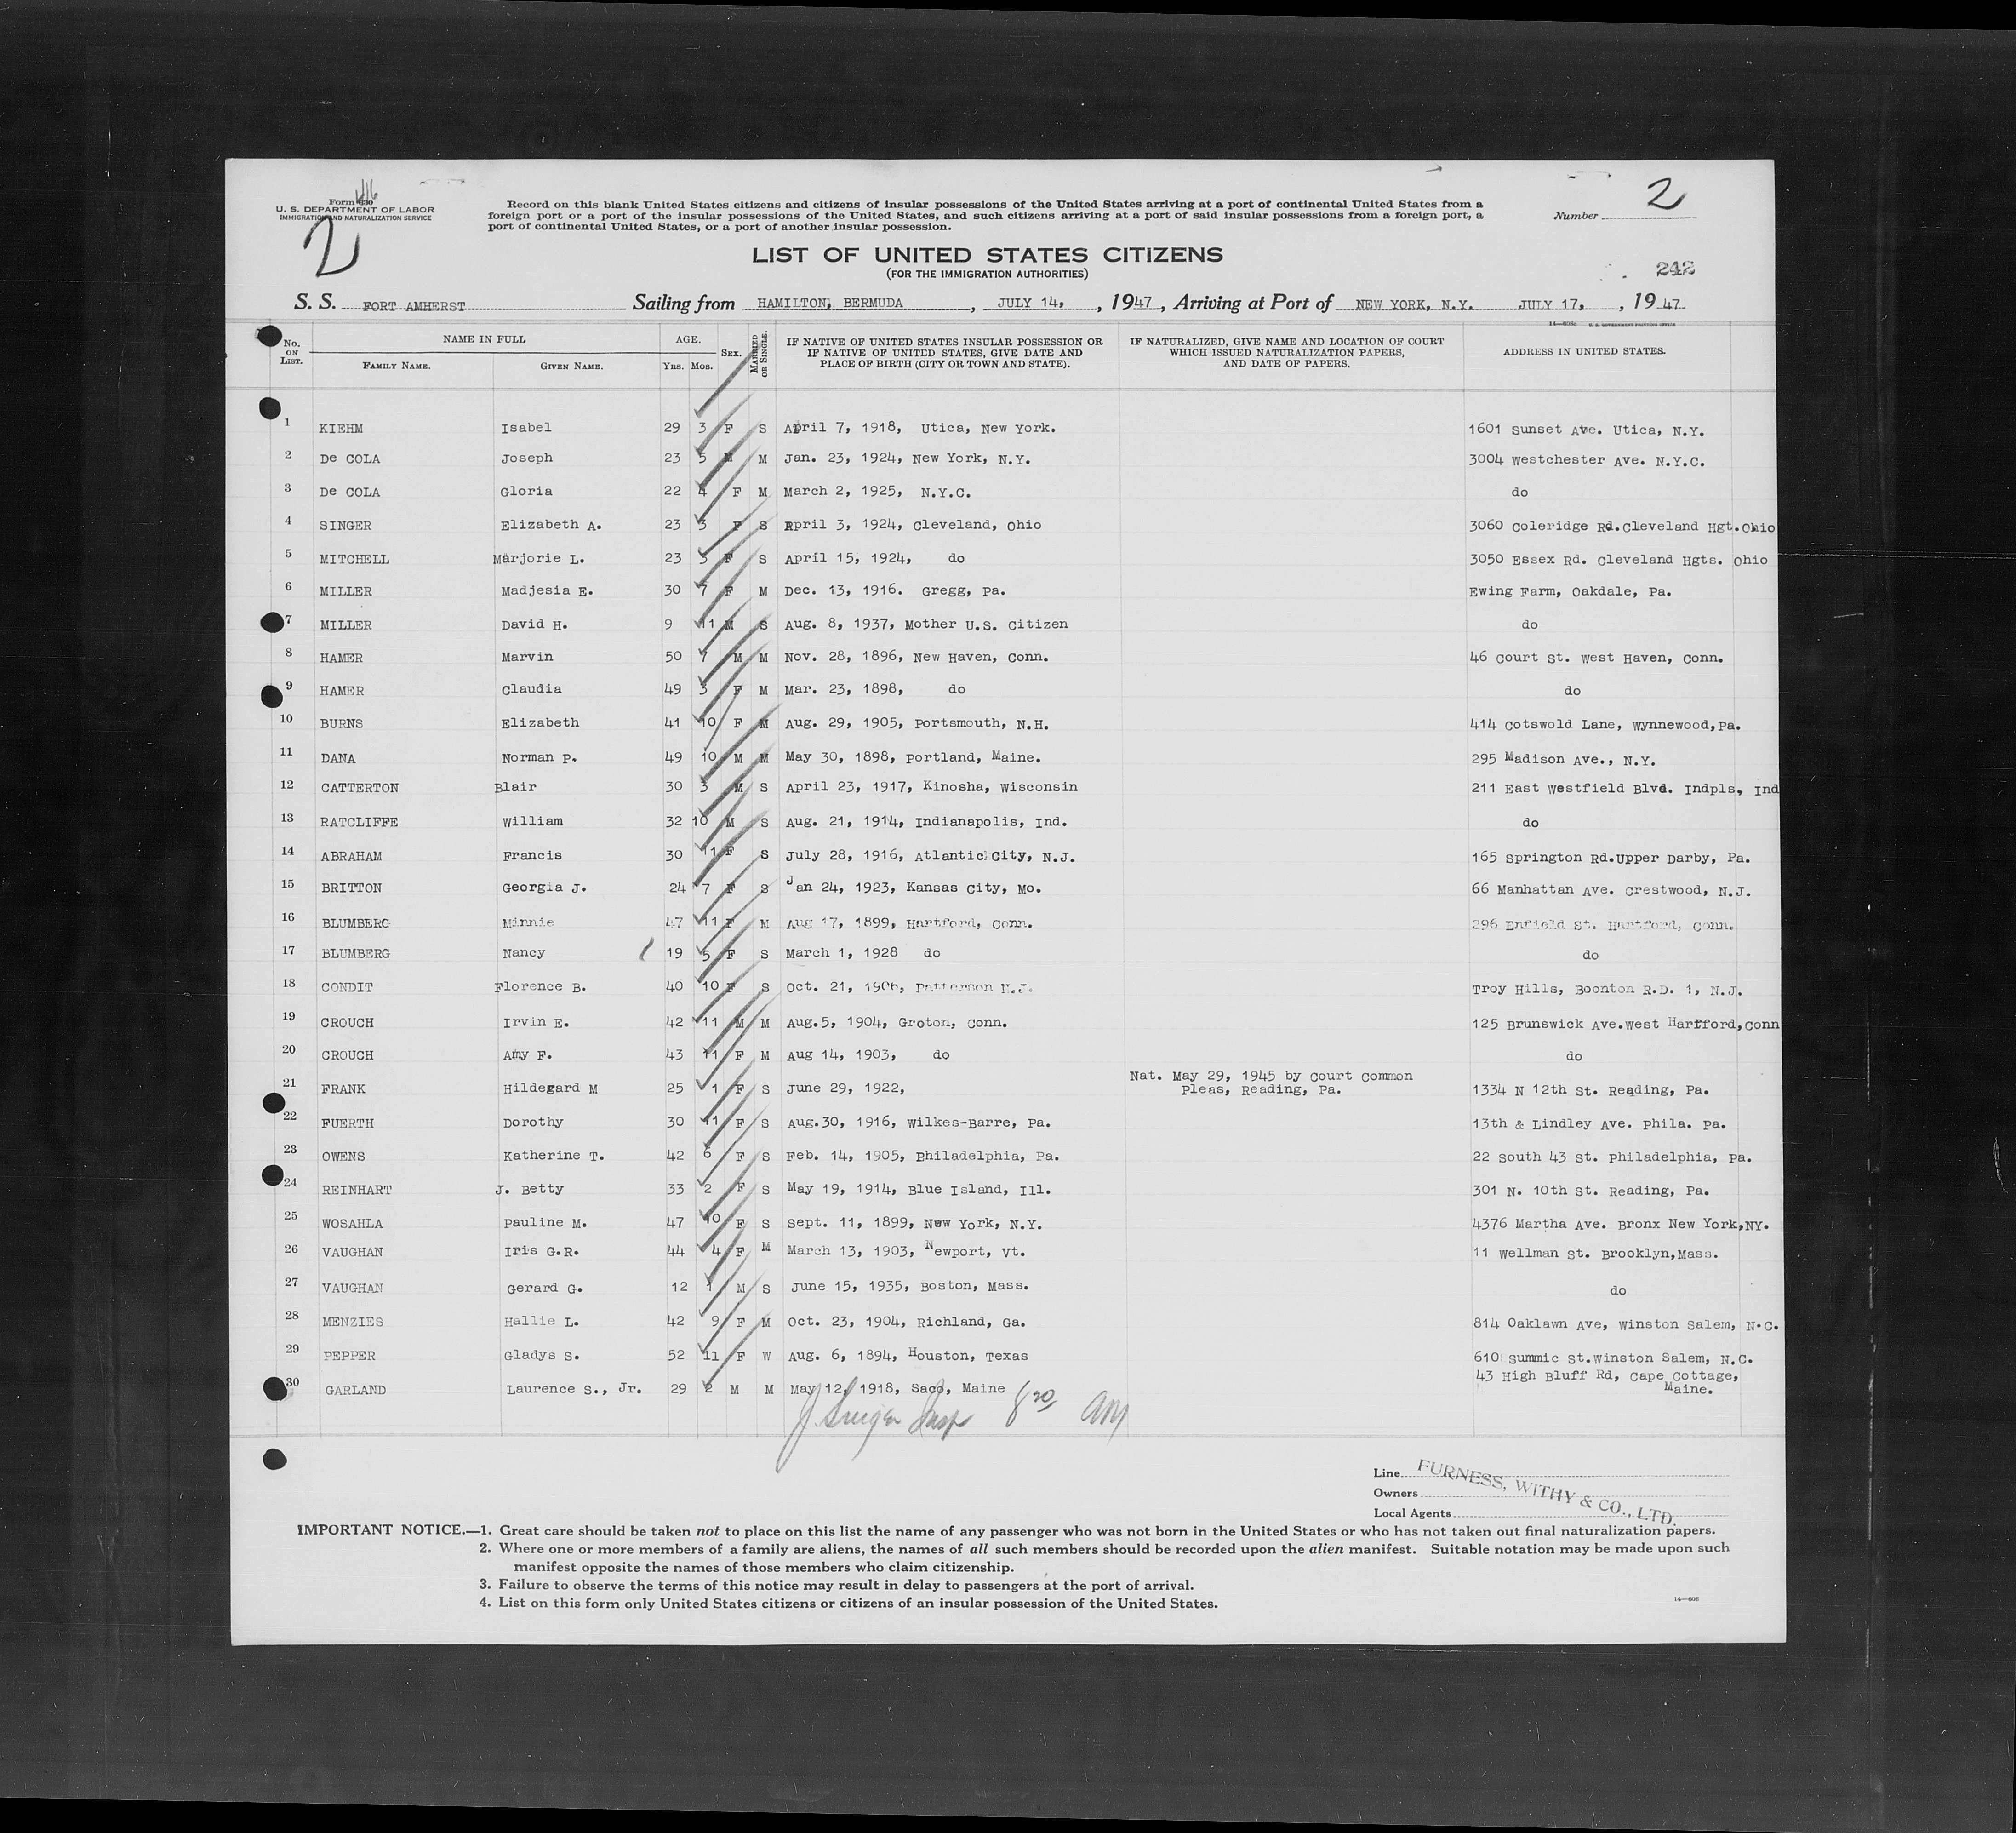 Form 630 416
U. S. DEPARTMENT OF LABOR
IMMIGRATION AND NATURALIZATION SERVICE
2
Record on this blank United States citizens and citizens of insular possessions of the United States arriving at a port of continental United States from a
foreign port or a port of the insular possessions of the United States, and such citizens arriving at a port of said insular possessions from a foreign port, a
port of continental United States, or a port of another insular possession.
Number 2
LIST OF UNITED STATES CITIZENS
(FOR THE IMMIGRATION AUTHORITIES)
242
S. S. FORT AMHERST Sailing from HAMILTON, BERMUDA, JULY 14, , 1947, Arriving at Port of NEW YORK, N.Y. JULY 17, , 1947
No. ON LIST. NAME IN FULL FAMILY NAME. GIVEN NAME. AGE. YRS. MOS. SEX. MARRIED OR SINGLE. IF NATIVE OF UNITED STATES INSULAR POSSESSION OR IF NATIVE OF UNITED STATES, GIVE DATE AND PLACE OF BIRTH (CITY OR TOWN AND STATE). IF NATURALIZED, GIVE NAME AND LOCATION OF COURT WHICH ISSUED NATURALIZATION PAPERS, AND DATE OF PAPERS. ADDRESS IN UNITED STATES.
1 KIEHM Isabel 29 3 F S April 7, 1918, Utica, New York. 1601 Sunset Ave. Utica, N.Y.
2 De COLA Joseph 23 5 M M Jan. 23, 1924, New York, N.Y. 3004 Westchester Ave. N.Y.C.
3 De COLA Gloria 22 4 F M March 2, 1925, N.Y.C. do
4 SINGER Elizabeth A. 23 3 F S April 3, 1924, Cleveland, Ohio 3060 Coleridge Rd.Cleveland Hgt.Ohio
5 MITCHELL Marjorie L. 23 3 F S April 15, 1924, do 3050 Essex Rd. Cleveland Hgts. Ohio
6 MILLER Madjesia E. 30 7 F M Dec. 13, 1916. Gregg, Pa. Ewing Farm, Oakdale, Pa.
7 MILLER David H. 9 11 M S Aug. 8, 1937, Mother U.S. Citizen do
8 HAMER Marvin 50 7 M M Nov. 28, 1896, New Haven, Conn. 46 Court St. West Haven, Conn.
9 HAMER Claudia 49 3 F M Mar. 23, 1898, do do
10 BURNS Elizabeth 41 10 F M Aug. 29, 1905, Portsmouth, N.H. 414 Cotswold Lane, Wynnewood,Pa.
11 DANA Norman P. 49 10 M M May 30, 1898, Portland, Maine. 295 Madison Ave., N.Y.
12 CATTERTON Blair 30 3 M S April 23, 1917, Kinosha, Wisconsin 211 East Westfield Blvd. Indpls, Ind
13 RATCLIFFE William 32 10 M S Aug. 21, 1914, Indianapolis, Ind. do
14 ABRAHAM Francis 30 11 F S July 28, 1916, Atlantic City, N.J. 165 Springton Rd.Upper Darby, Pa.
15 BRITTON Georgia J. 24 7 F S Jan 24, 1923, Kansas City, Mo. 66 Manhattan Ave. Crestwood, N.J.
16 BLUMBERG Minnie 47 11 F M Aug 17, 1899, Hartford, Conn. 296 Enfield St. Hartford, Conn.
17 BLUMBERG Nancy 19 5 F S March 1, 1928 do do
18 CONDIT Florence B. 40 10 F S Oct. 21, 1906, Patterson N.J. Troy Hills, Boonton R.D. 1, N.J.
19 CROUCH Irvin E. 42 11 M M Aug.5, 1904, Groton, Conn. 125 Brunswick Ave.West Harfford,Conn
20 CROUCH Amy F. 43 11 F M Aug 14, 1903, do do
21 FRANK Hildegard M 25 1 F S June 29, 1922, Nat. May 29, 1945 by Court Common Pleas, Reading, Pa. 1334 N 12th St. Reading, Pa.
22 FUERTH Dorothy 30 11 F S Aug.30, 1916, Wilkes-Barre, Pa. 13th & Lindley Ave. Phila. Pa.
23 OWENS Katherine T. 42 6 F S Feb. 14, 1905, Philadelphia, Pa. 22 South 43 St. Philadelphia, Pa.
24 REINHART J. Betty 33 2 F S May 19, 1914, Blue Island, Ill. 301 N. 10th St. Reading, Pa.
25 WOSAHLA Pauline M. 47 10 F S Sept. 11, 1899, New York, N.Y. 4376 Martha Ave. Bronx New York,NY.
26 VAUGHAN Iris G.R. 44 4 F M March 13, 1903, Newport, Vt. 11 Wellman St. Brooklyn,Mass.
27 VAUGHAN Gerard G. 12 1 M S June 15, 1935, Boston, Mass. do
28 MENZIES Hallie L. 42 9 F M Oct. 23, 1904, Richland, Ga. 814 Oaklawn Ave, Winston Salem, N.C.
29 PEPPER Gladys S. 52 11 F W Aug. 6, 1894, Houston, Texas 610 Summic St.Winston Salem, N.C.
30 GARLAND Laurence S., Jr. 29 2 M M May 12, 1918, Saco, Maine 43 High Bluff Rd, Cape Cottage, Maine.
Insp 8 20 AM
Line FURNESS, WITHY & CO., LTD.
Owners
Local Agents
IMPORTANT NOTICE.—1. Great care should be taken not to place on this list the name of any passenger who was not born in the United States or who has not taken out final naturalization papers.
2. Where one or more members of a family are aliens, the names of all such members should be recorded upon the alien manifest. Suitable notation may be made upon such
manifest opposite the names of those members who claim citizenship.
3. Failure to observe the terms of this notice may result in delay to passengers at the port of arrival.
4. List on this form only United States citizens or citizens of an insular possession of the United States.
14—608